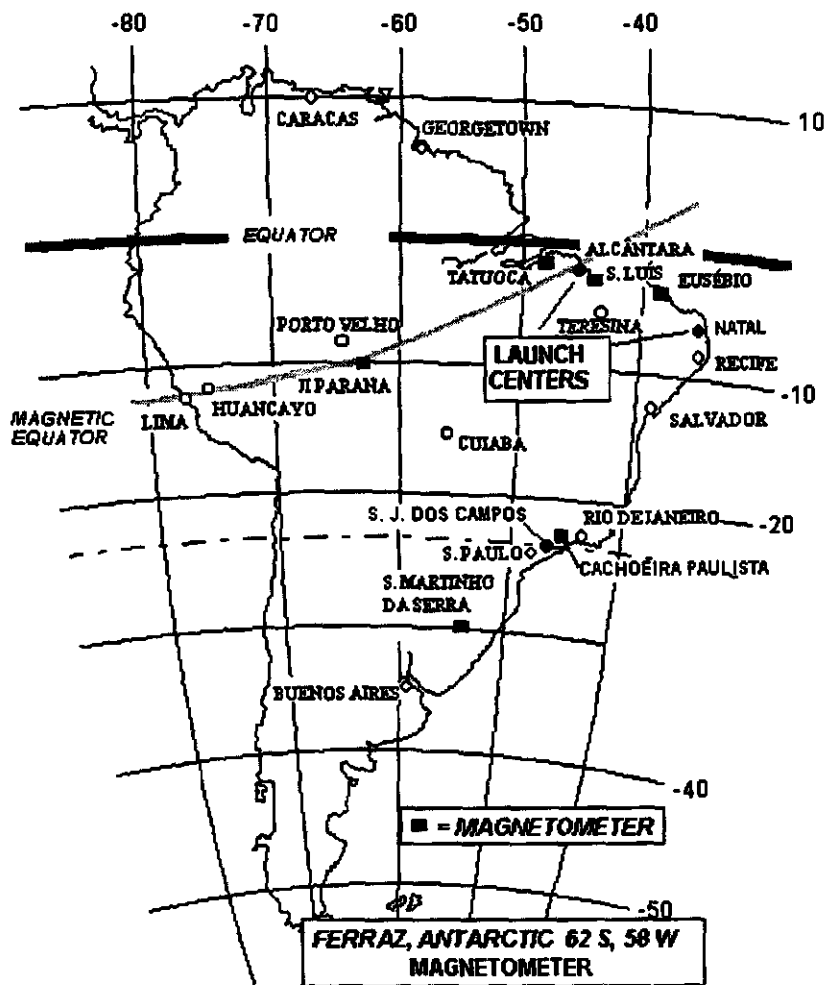 -80 -70 -60 -50 -40
10
CARACAS
GEORGETOWN
EQUATOR
ALCÂNTARA
TATUOCA
S. LUIS
EUSÉBIO
PORTO VELHO
TERESINA
NATAL
LAUNCH
CENTERS
RECIFE
JI PARANA
-10
LIMA
HUANCAYO
MAGNETIC
EQUATOR
SALVADOR
CUIABA
S. J. DOS CAMPOS
RIO DE JANEIRO
-20
S. PAULO
CACHOEIRA PAULISTA
S. MARTINHO
DA SERRA
BUENOS AIRES
-40
■ = MAGNETOMETER
-50
FERRAZ, ANTARCTIC 62 S, 58 W
MAGNETOMETER